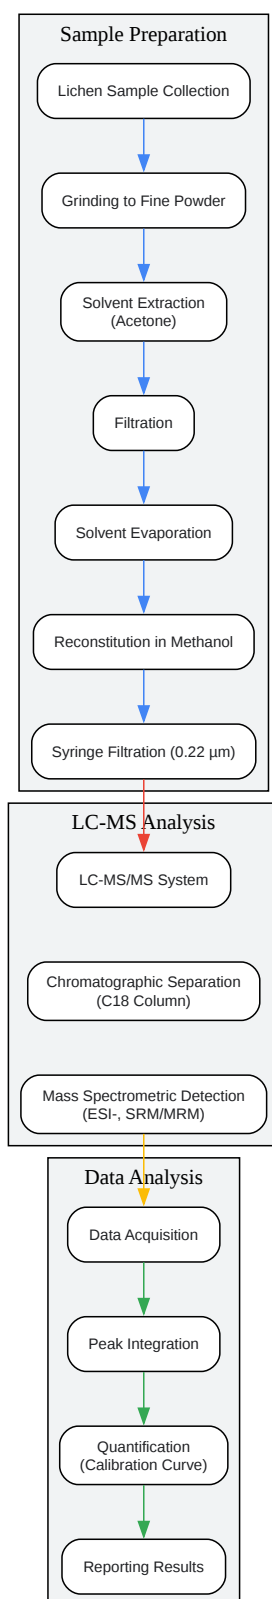 Sample Preparation
Lichen Sample Collection
Grinding to Fine Powder
Solvent Extraction
(Acetone)
Filtration
Solvent Evaporation
Reconstitution in Methanol
Syringe Filtration (0.22 µm)
LC-MS Analysis
LC-MS/MS System
Chromatographic Separation
(C18 Column)
Mass Spectrometric Detection
(ESI-, SRM/MRM)
Data Analysis
Data Acquisition
Peak Integration
Quantification
(Calibration Curve)
Reporting Results